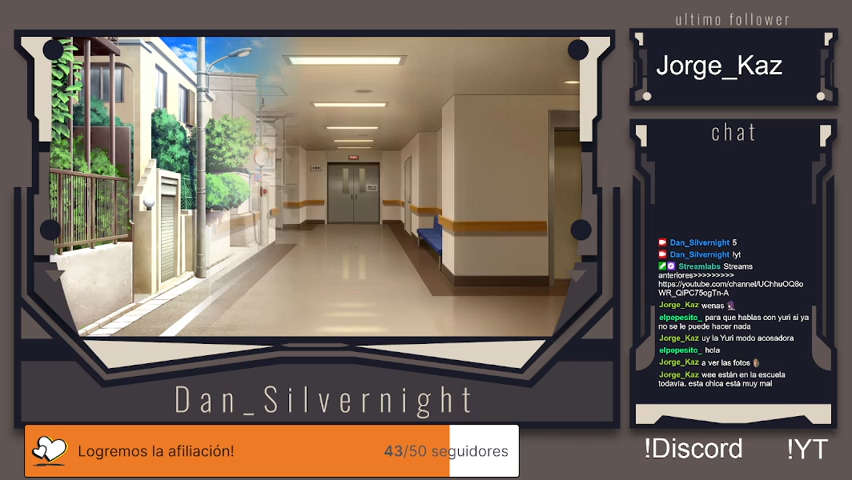 ultimo follower
Jorge_Kaz
chat
Dan_Silvernight 5
Dan_Silvernight !yt
Streamlabs Streams
anteriores>>>>>>>>>
https://youtube.com/channel/UChhuOQ8o
WR_QiPC75ogTn-A
Jorge_Kaz wenas
elpepesito_ para que hablas con yuri si ya
no se le puede hacer nada
Jorge_Kaz uy la Yuri modo acosadora
elpepesito_ hola
Jorge_Kaz a ver las fotos
Jorge_Kaz wee están en la escuela
todavía. esta chica está muy mal
Dan_Silvernight
Logremos la afiliación!
43/50 seguidores
!Discord
!YT